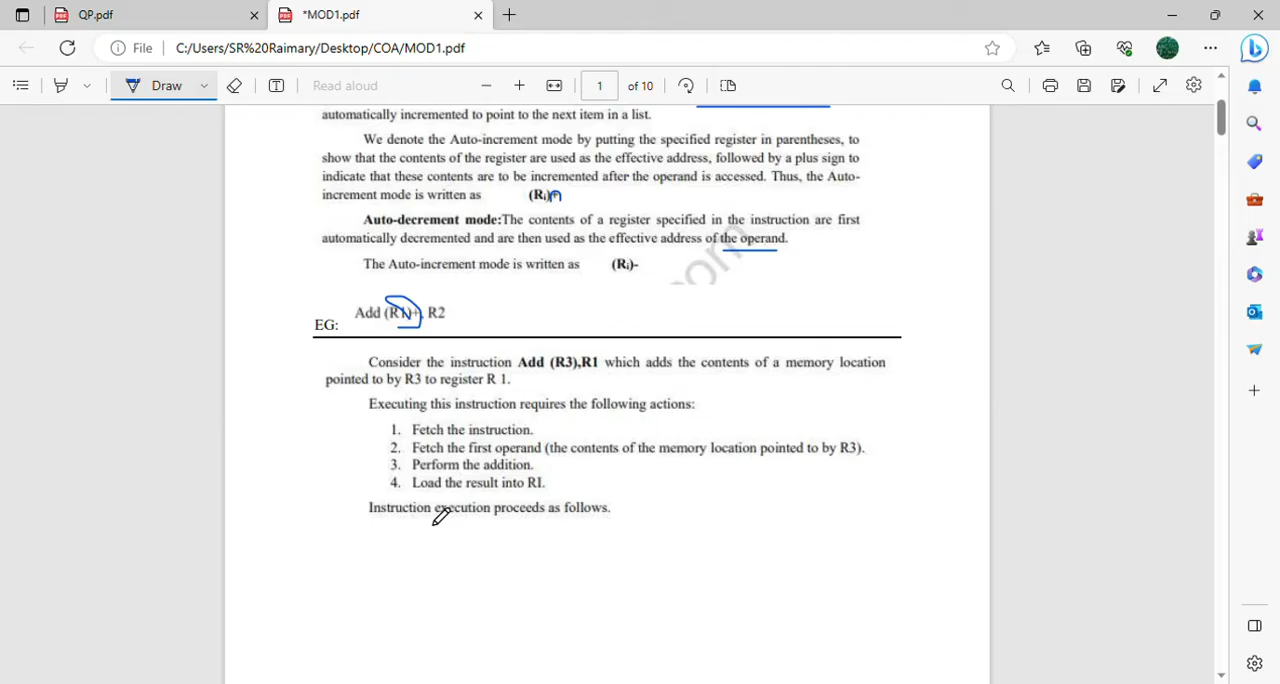 QP.pdf
*MOD1.pdf
File
C:/Users/SR%20Raimary/Desktop/COA/MOD1.pdf
Draw
Read aloud
1 of 10
automatically incremented to point to the next item in a list.
We denote the Auto-increment mode by putting the specified register in parentheses, to
show that the contents of the register are used as the effective address, followed by a plus sign to
indicate that these contents are to be incremented after the operand is accessed. Thus, the Auto-
increment mode is written as (Ri)+
Auto-decrement mode:The contents of a register specified in the instruction are first
automatically decremented and are then used as the effective address of the operand.
The Auto-increment mode is written as (Ri)-
Add (R1)+, R2
EG:
Consider the instruction Add (R3),R1 which adds the contents of a memory location
pointed to by R3 to register R 1.
Executing this instruction requires the following actions:
1. Fetch the instruction.
2. Fetch the first operand (the contents of the memory location pointed to by R3).
3. Perform the addition.
4. Load the result into RI.
Instruction execution proceeds as follows.